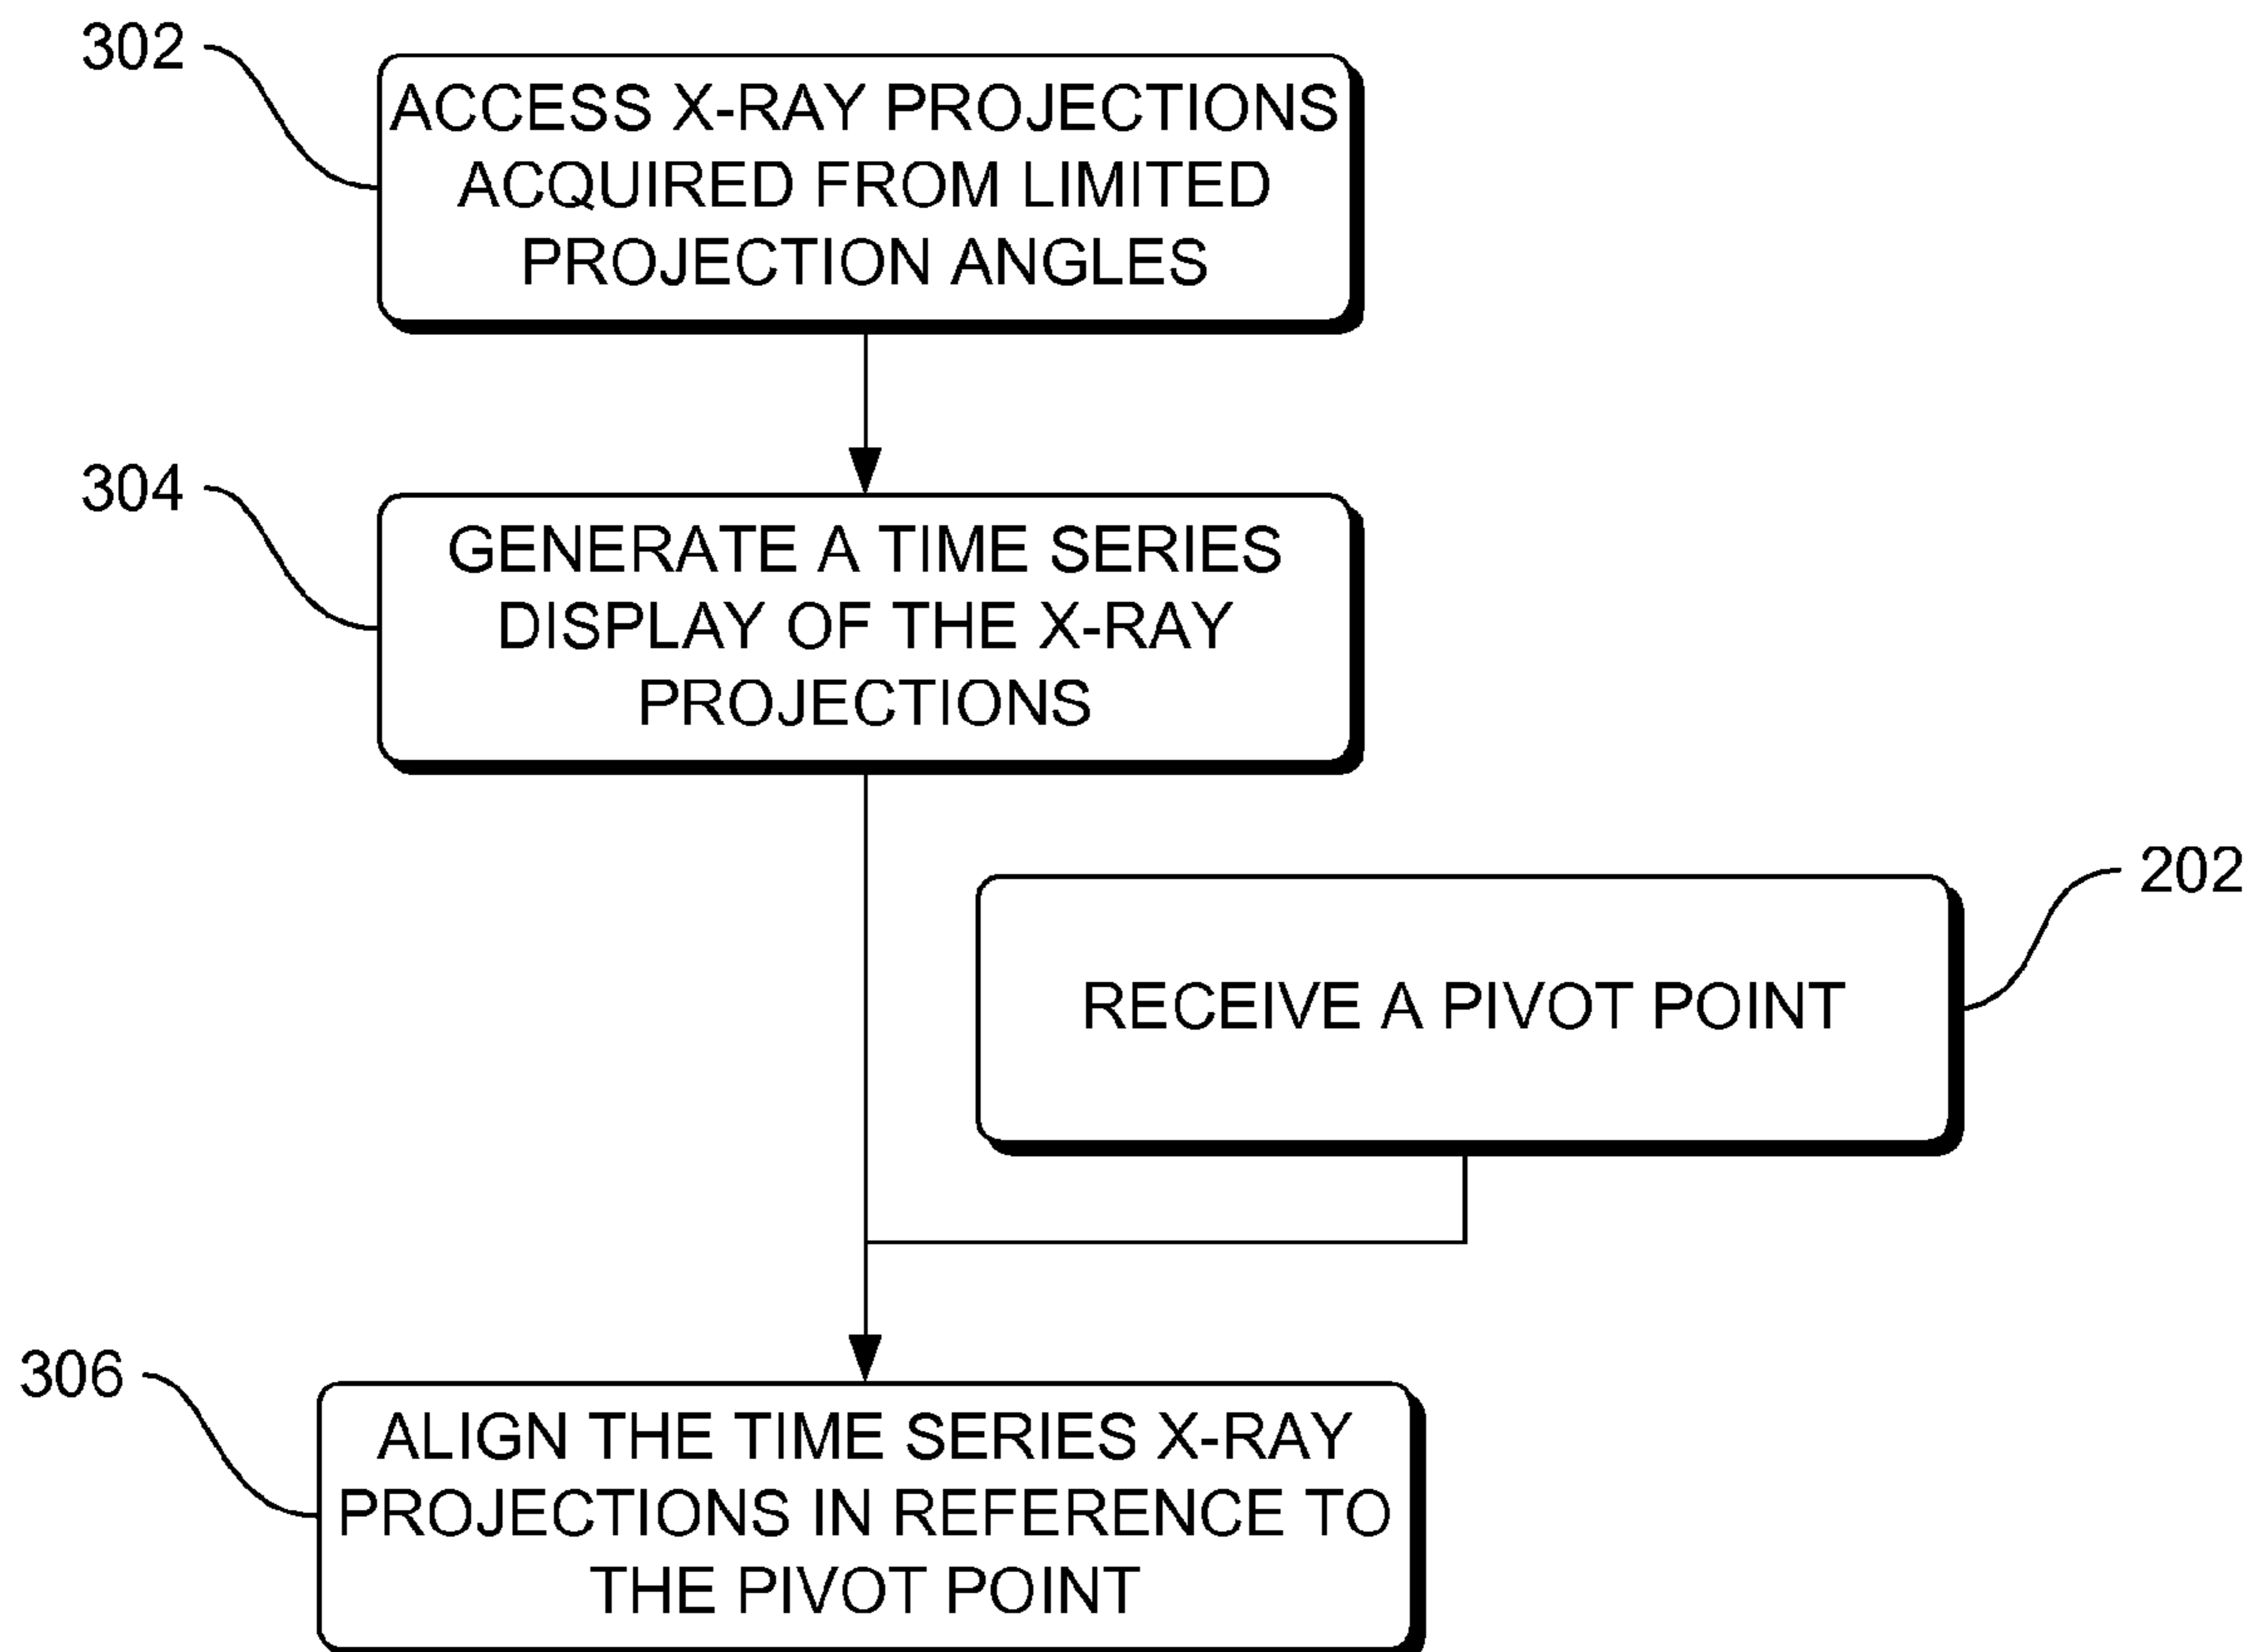 302
ACCESS X-RAY PROJECTIONS
ACQUIRED FROM LIMITED
PROJECTION ANGLES
304
GENERATE A TIME SERIES
DISPLAY OF THE X-RAY
PROJECTIONS
202
RECEIVE A PIVOT POINT
306
ALIGN THE TIME SERIES X-RAY
PROJECTIONS IN REFERENCE TO
THE PIVOT POINT